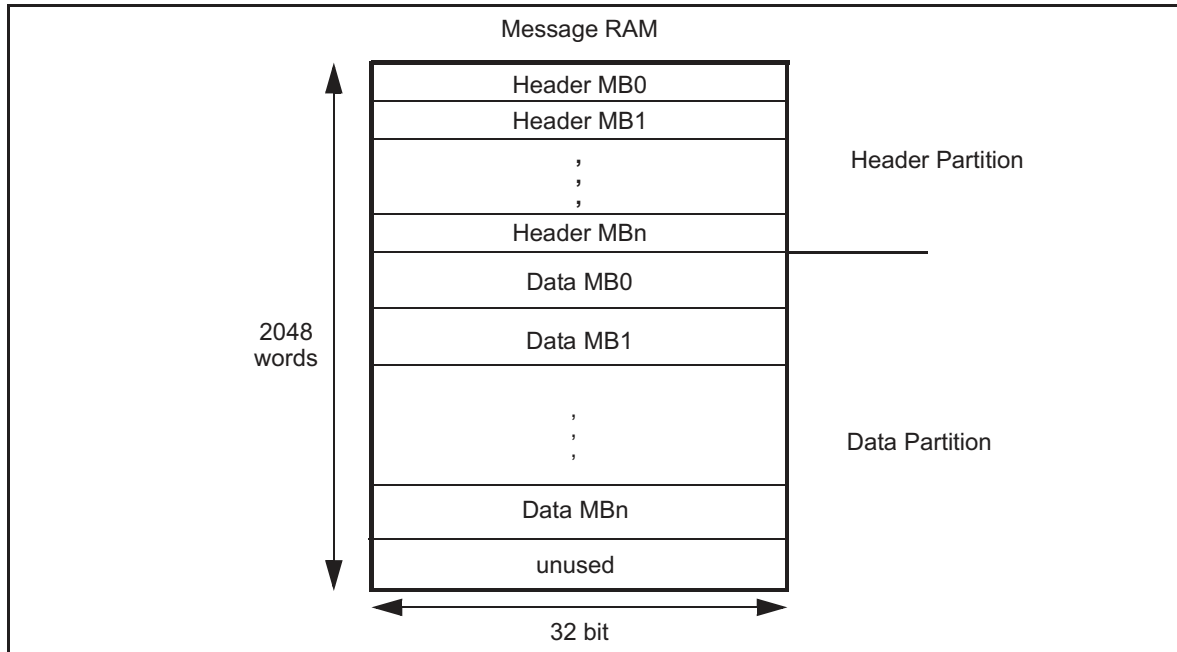 Message RAM
Header MB0
Header MB1
,
,
,
Header Partition
Header MBn
Data MB0
2048
words
Data MB1
,
,
,
Data Partition
Data MBn
unused
32 bit